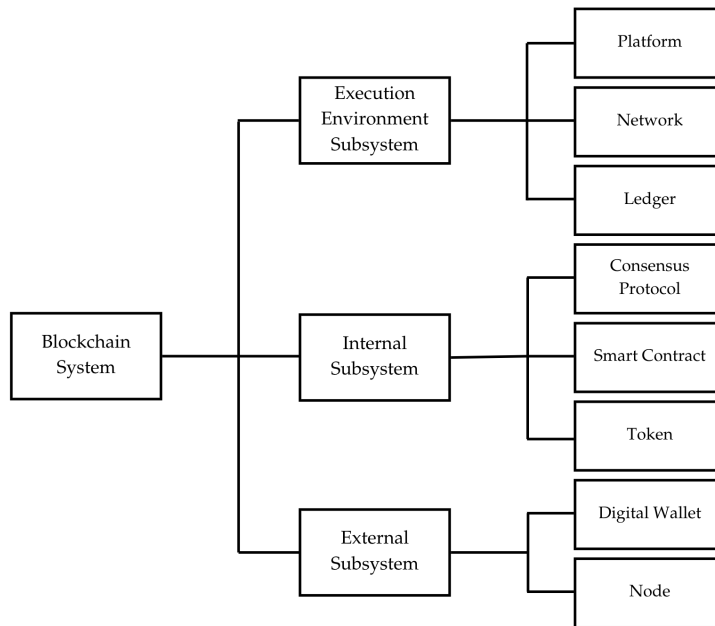 Platform
Execution
Environment
Subsystem
Network
Ledger
Consensus
Protocol
Blockchain
System
Internal
Subsystem
Smart Contract
Token
External
Subsystem
Digital Wallet
Node